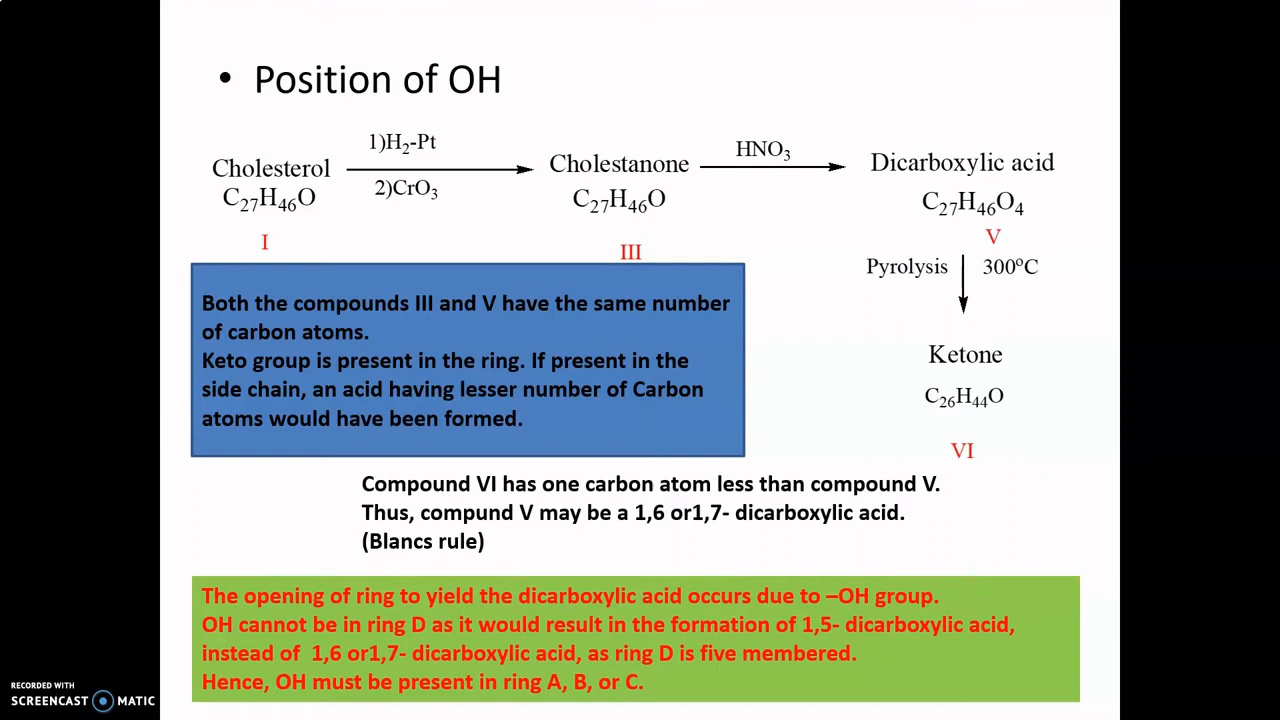 • Position of OH
1)H₂-Pt
2)CrO₃
Cholesterol
C₂₇H₄₆O
I
Cholestanone
C₂₇H₄₆O
III
HNO₃
Dicarboxylic acid
C₂₇H₄₆O₄
V
Pyrolysis 300°C
Ketone
C₂₆H₄₄O
VI
Both the compounds III and V have the same number
of carbon atoms.
Keto group is present in the ring. If present in the
side chain, an acid having lesser number of Carbon
atoms would have been formed.
Compound VI has one carbon atom less than compound V.
Thus, compund V may be a 1,6 or1,7- dicarboxylic acid.
(Blancs rule)
The opening of ring to yield the dicarboxylic acid occurs due to –OH group.
OH cannot be in ring D as it would result in the formation of 1,5- dicarboxylic acid,
instead of 1,6 or1,7- dicarboxylic acid, as ring D is five membered.
Hence, OH must be present in ring A, B, or C.
RECORDED WITH
SCREENCAST MATIC